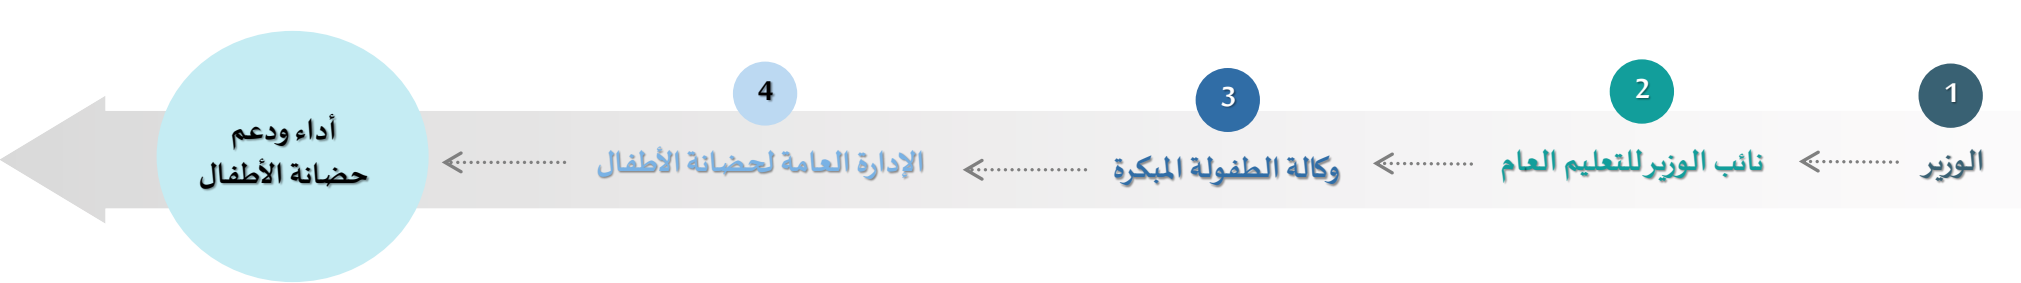 1
الوزير
2
نائب الوزير للتعليم العام
3
وكالة الطفولة المبكرة
4
الإدارة العامة لحضانة الأطفال
أداء ودعم
حضانة الأطفال